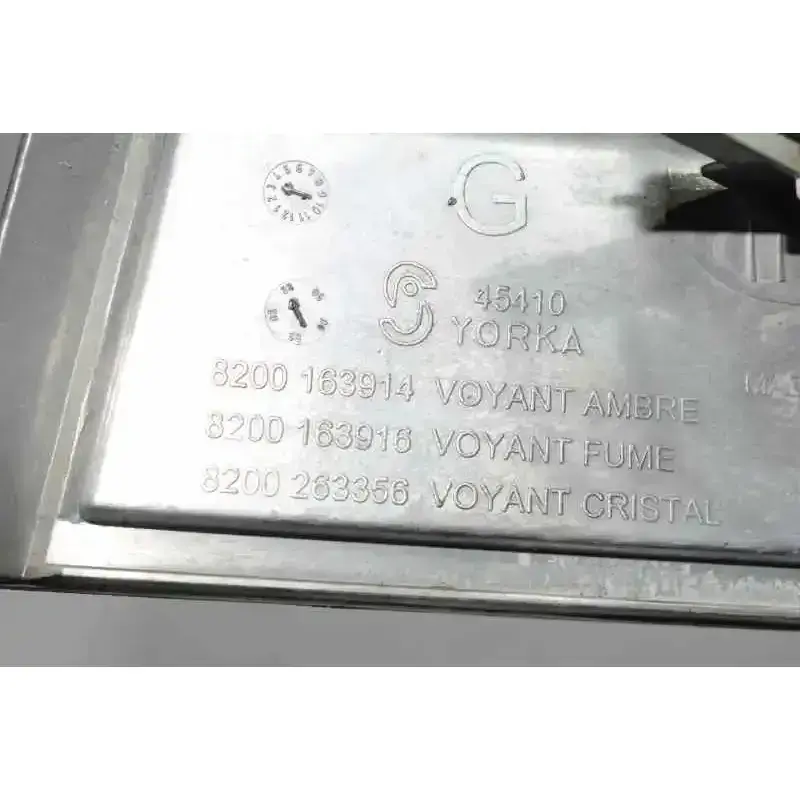 G
45410
YORKA
8200 163914 VOYANT AMBRE
8200 163916 VOYANT FUME
8200 263356 VOYANT CRISTAL